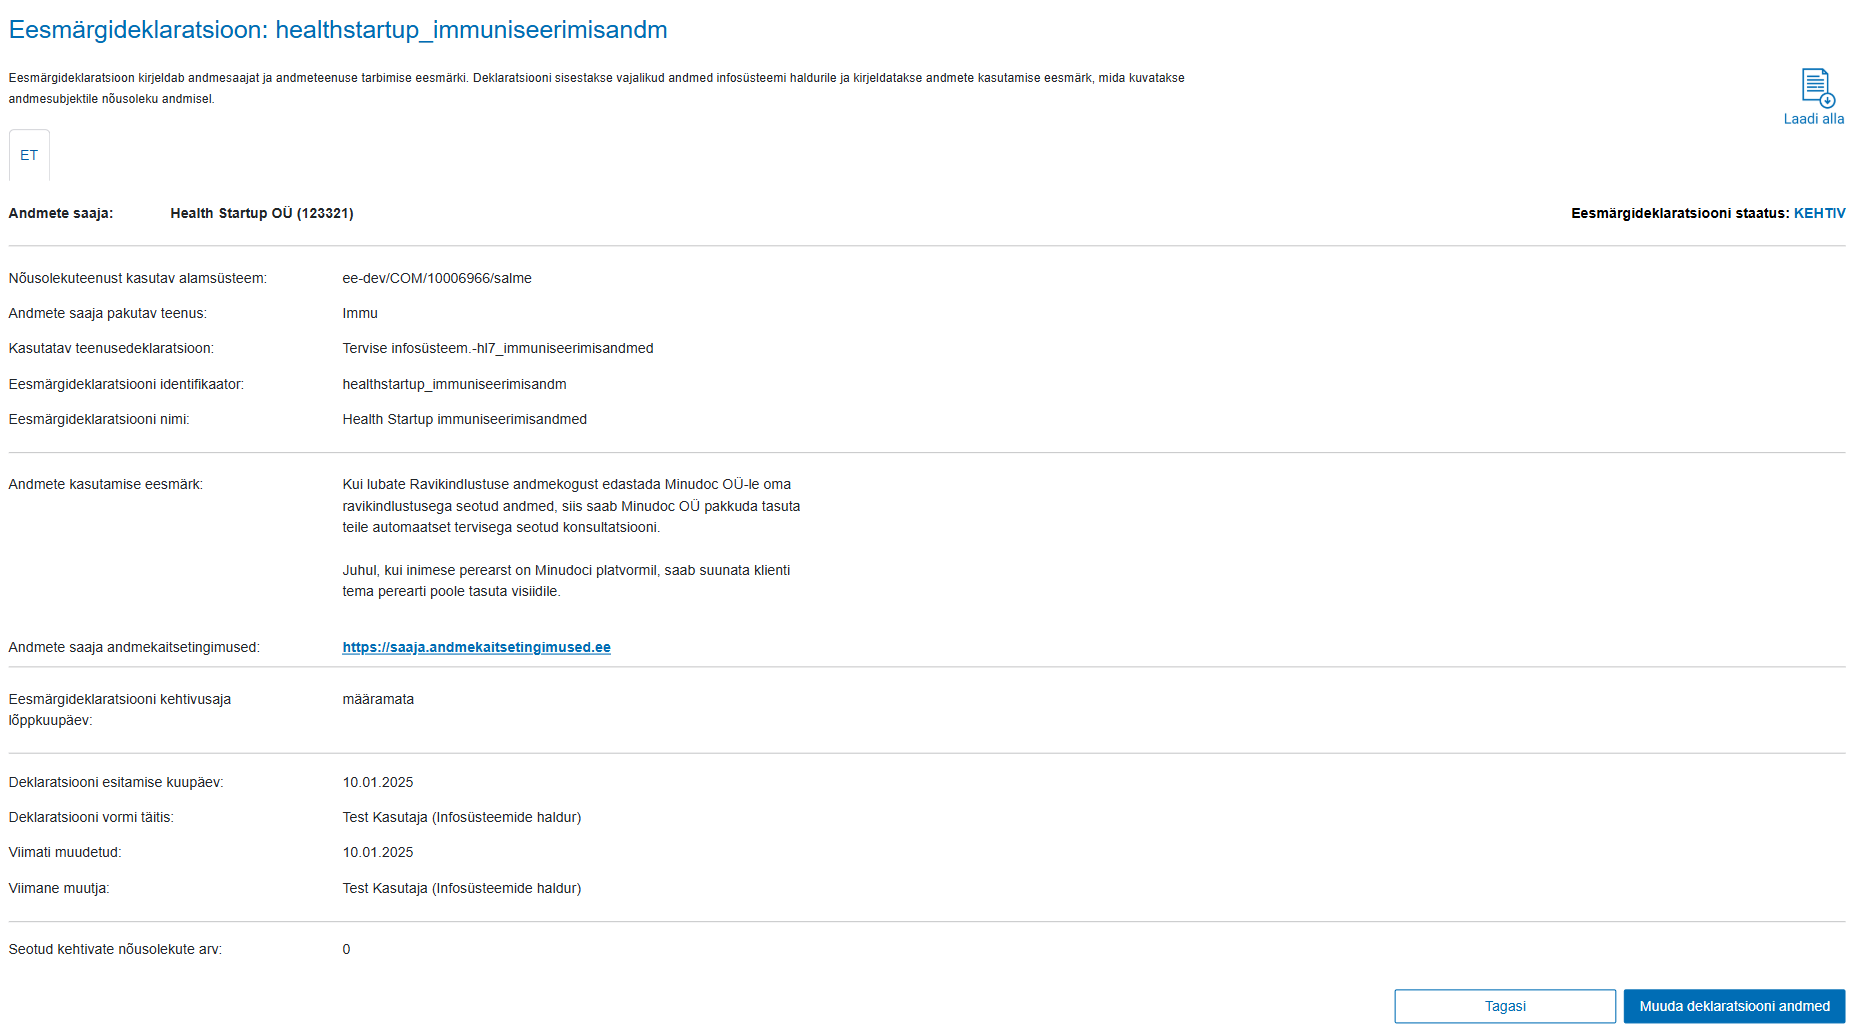 Eesmärgideklaratsioon: healthstartup_immuniseerimisandm
Eesmärgideklaratsioon kirjeldab andmesaajat ja andmeteenuse tarbimise eesmärki. Deklaratsiooni sisestakse vajalikud andmed infosüsteemi haldurile ja kirjeldatakse andmete kasutamise eesmärk, mida kuvatakse
andmesubjektile nõusoleku andmisel.
Laadi alla
ET
Andmete saaja: Health Startup OÜ (123321)
Eesmärgideklaratsiooni staatus: KEHTIV
Nõusolekuteenust kasutav alamsüsteem: ee-dev/COM/10006966/salme
Andmete saaja pakutav teenus: Immu
Kasutatav teenusedeklaratsioon: Tervise infosüsteem.-hl7_immuniseerimisandmed
Eesmärgideklaratsiooni identifikaator: healthstartup_immuniseerimisandm
Eesmärgideklaratsiooni nimi: Health Startup immuniseerimisandmed
Andmete kasutamise eesmärk: Kui lubate Ravikindlustuse andmekogust edastada Minudoc OÜ-le oma
ravikindlustusega seotud andmed, siis saab Minudoc OÜ pakkuda tasuta
teile automaatset tervisega seotud konsultatsiooni.
Juhul, kui inimese perearst on Minudoci platvormil, saab suunata klienti
tema perearti poole tasuta visiidile.
Andmete saaja andmekaitsetingimused: https://saaja.andmekaitsetingimused.ee
Eesmärgideklaratsiooni kehtivusaja
lõppkuupäev:
määramata
Deklaratsiooni esitamise kuupäev: 10.01.2025
Deklaratsiooni vormi täitis: Test Kasutaja (Infosüsteemide haldur)
Viimati muudetud: 10.01.2025
Viimane muutja: Test Kasutaja (Infosüsteemide haldur)
Seotud kehtivate nõusolekute arv: 0
Tagasi
Muuda deklaratsiooni andmed